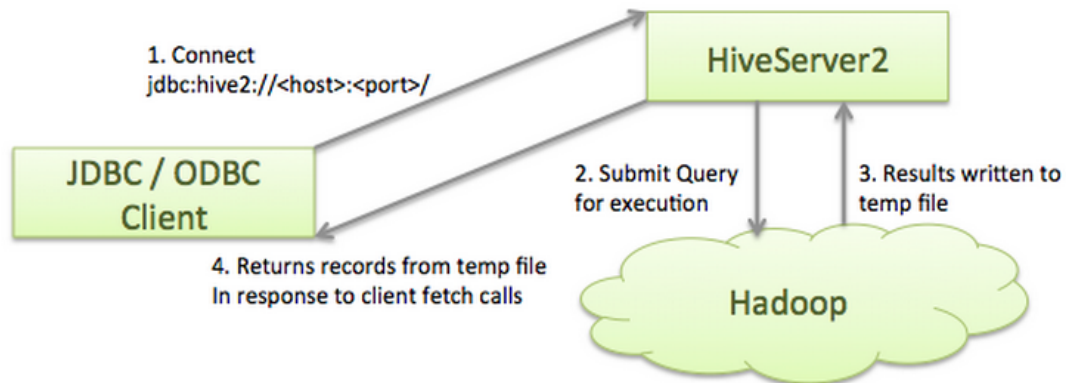 1. Connect
jdbc:hive2://<host>:<port>/
HiveServer2
JDBC / ODBC
Client
2. Submit Query
for execution
3. Results written to
temp file
4. Returns records from temp file
In response to client fetch calls
Hadoop